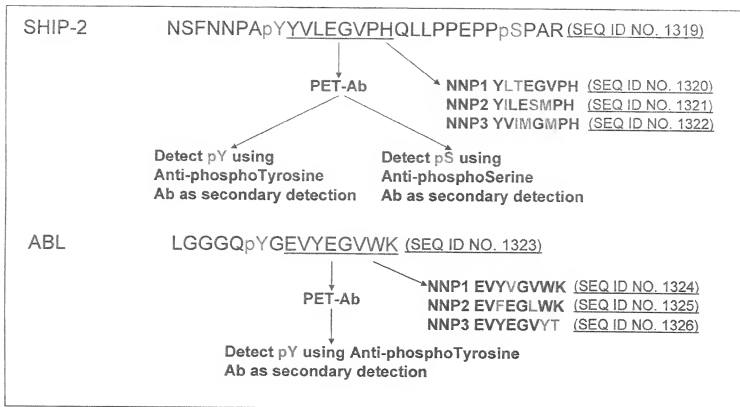 SHIP-2 NSFNNPApYYVLEGVPHQLLPPEPPpSPAR (SEQ ID NO. 1319)
PET-Ab
NNP1 YLTEGVPH (SEQ ID NO. 1320)
NNP2 YILESMPH (SEQ ID NO. 1321)
NNP3 YVIMGMPH (SEQ ID NO. 1322)
Detect pY using
Anti-phosphoTyrosine
Ab as secondary detection
Detect pS using
Anti-phosphoSerine
Ab as secondary detection
ABL LGGGQpYGEVYEGVWK (SEQ ID NO. 1323)
PET-Ab
NNP1 EVYVGVWK (SEQ ID NO. 1324)
NNP2 EVFEGLWK (SEQ ID NO. 1325)
NNP3 EVYEGVYT (SEQ ID NO. 1326)
Detect pY using Anti-phosphoTyrosine
Ab as secondary detection